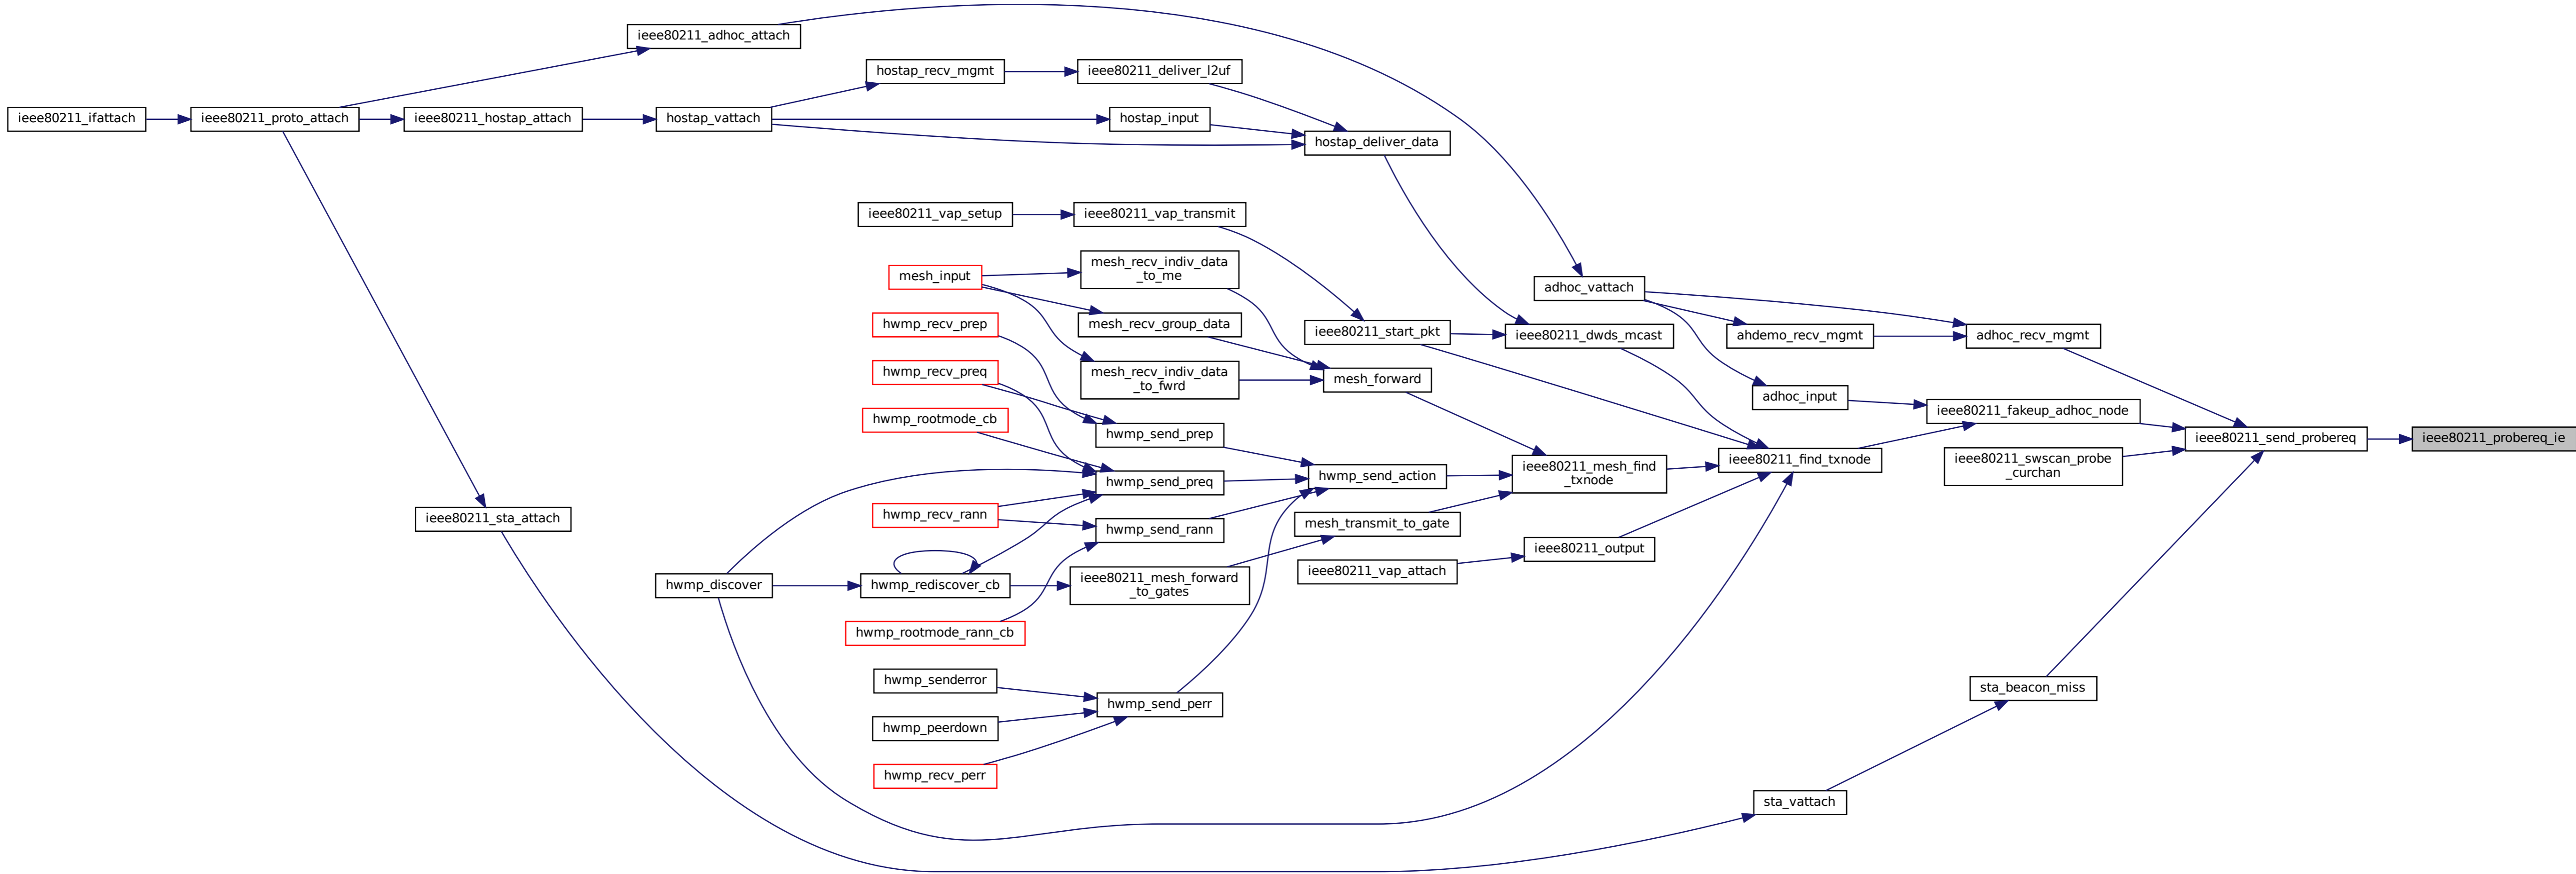 ieee80211_adhoc_attach
hostap_recv_mgmt
ieee80211_deliver_l2uf
ieee80211_ifattach
ieee80211_proto_attach
ieee80211_hostap_attach
hostap_vattach
hostap_input
hostap_deliver_data
ieee80211_vap_setup
ieee80211_vap_transmit
mesh_input
mesh_recv_indiv_data
_to_me
adhoc_vattach
hwmp_recv_prep
mesh_recv_group_data
ieee80211_start_pkt
ieee80211_dwds_mcast
ahdemo_recv_mgmt
adhoc_recv_mgmt
hwmp_recv_preq
mesh_recv_indiv_data
_to_fwrd
mesh_forward
adhoc_input
ieee80211_fakeup_adhoc_node
hwmp_rootmode_cb
hwmp_send_prep
ieee80211_send_probereq
ieee80211_probereq_ie
ieee80211_find_txnode
ieee80211_swscan_probe
_curchan
ieee80211_mesh_find
_txnode
hwmp_send_action
hwmp_send_preq
hwmp_recv_rann
ieee80211_sta_attach
hwmp_send_rann
mesh_transmit_to_gate
ieee80211_output
ieee80211_vap_attach
hwmp_discover
hwmp_rediscover_cb
ieee80211_mesh_forward
_to_gates
hwmp_rootmode_rann_cb
hwmp_senderror
sta_beacon_miss
hwmp_send_perr
hwmp_peerdown
hwmp_recv_perr
sta_vattach